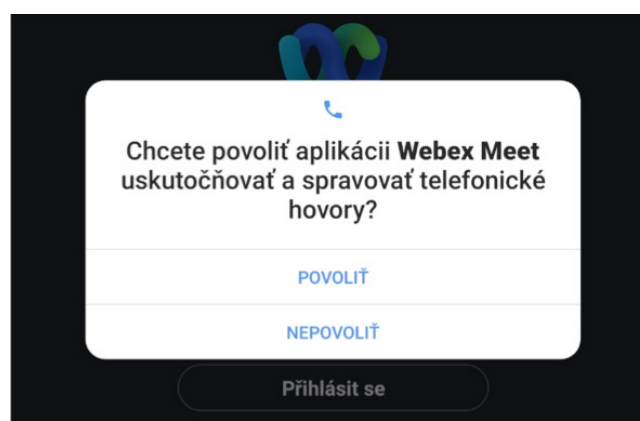 Chcete povoliť aplikácii Webex Meet
uskutočňovať a spravovať telefonické
hovory?
POVOLIŤ
NEPOVOLIŤ
Přihlásit se